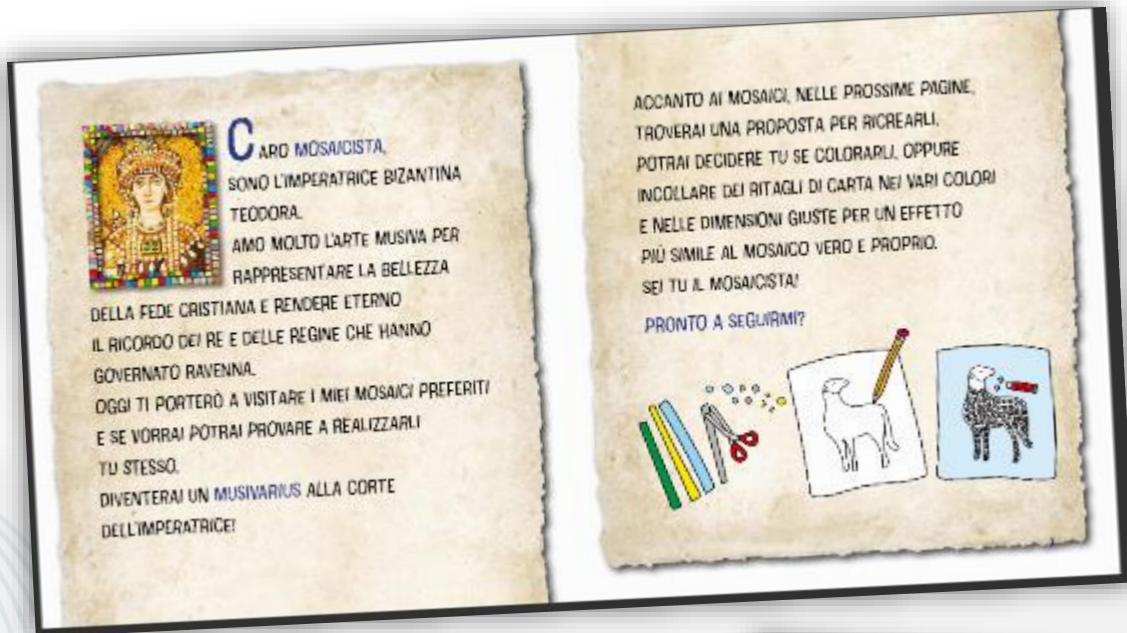 CARO MOSAICISTA,
SONO L'IMPERATRICE BIZANTINA
TEODORA.
AMO MOLTO L'ARTE MUSIVA PER
RAPPRESENTARE LA BELLEZZA
DELLA FEDE CRISTIANA E RENDERE ETERNO
IL RICORDO DEI RE E DELLE REGINE CHE HANNO
GOVERNATO RAVENNA.
OGGI TI PORTERÒ A VISITARE I MIEI MOSAICI PREFERITI
E SE VORRAI POTRAI PROVARE A REALIZZARLI
TU STESSO.
DIVENTERAI UN MUSIVARIUS ALLA CORTE
DELL'IMPERATRICE!
ACCANTO AI MOSAICI, NELLE PROSSIME PAGINE,
TROVERAI UNA PROPOSTA PER RICREARLI.
POTRAI DECIDERE TU SE COLORARLI, OPPURE
INCOLLARE DEI RITAGLI DI CARTA NEI VARI COLORI
E NELLE DIMENSIONI GIUSTE PER UN EFFETTO
PIÙ SIMILE AL MOSAICO VERO E PROPRIO.
SEI TU IL MOSAICISTA!
PRONTO A SEGUIRMI?